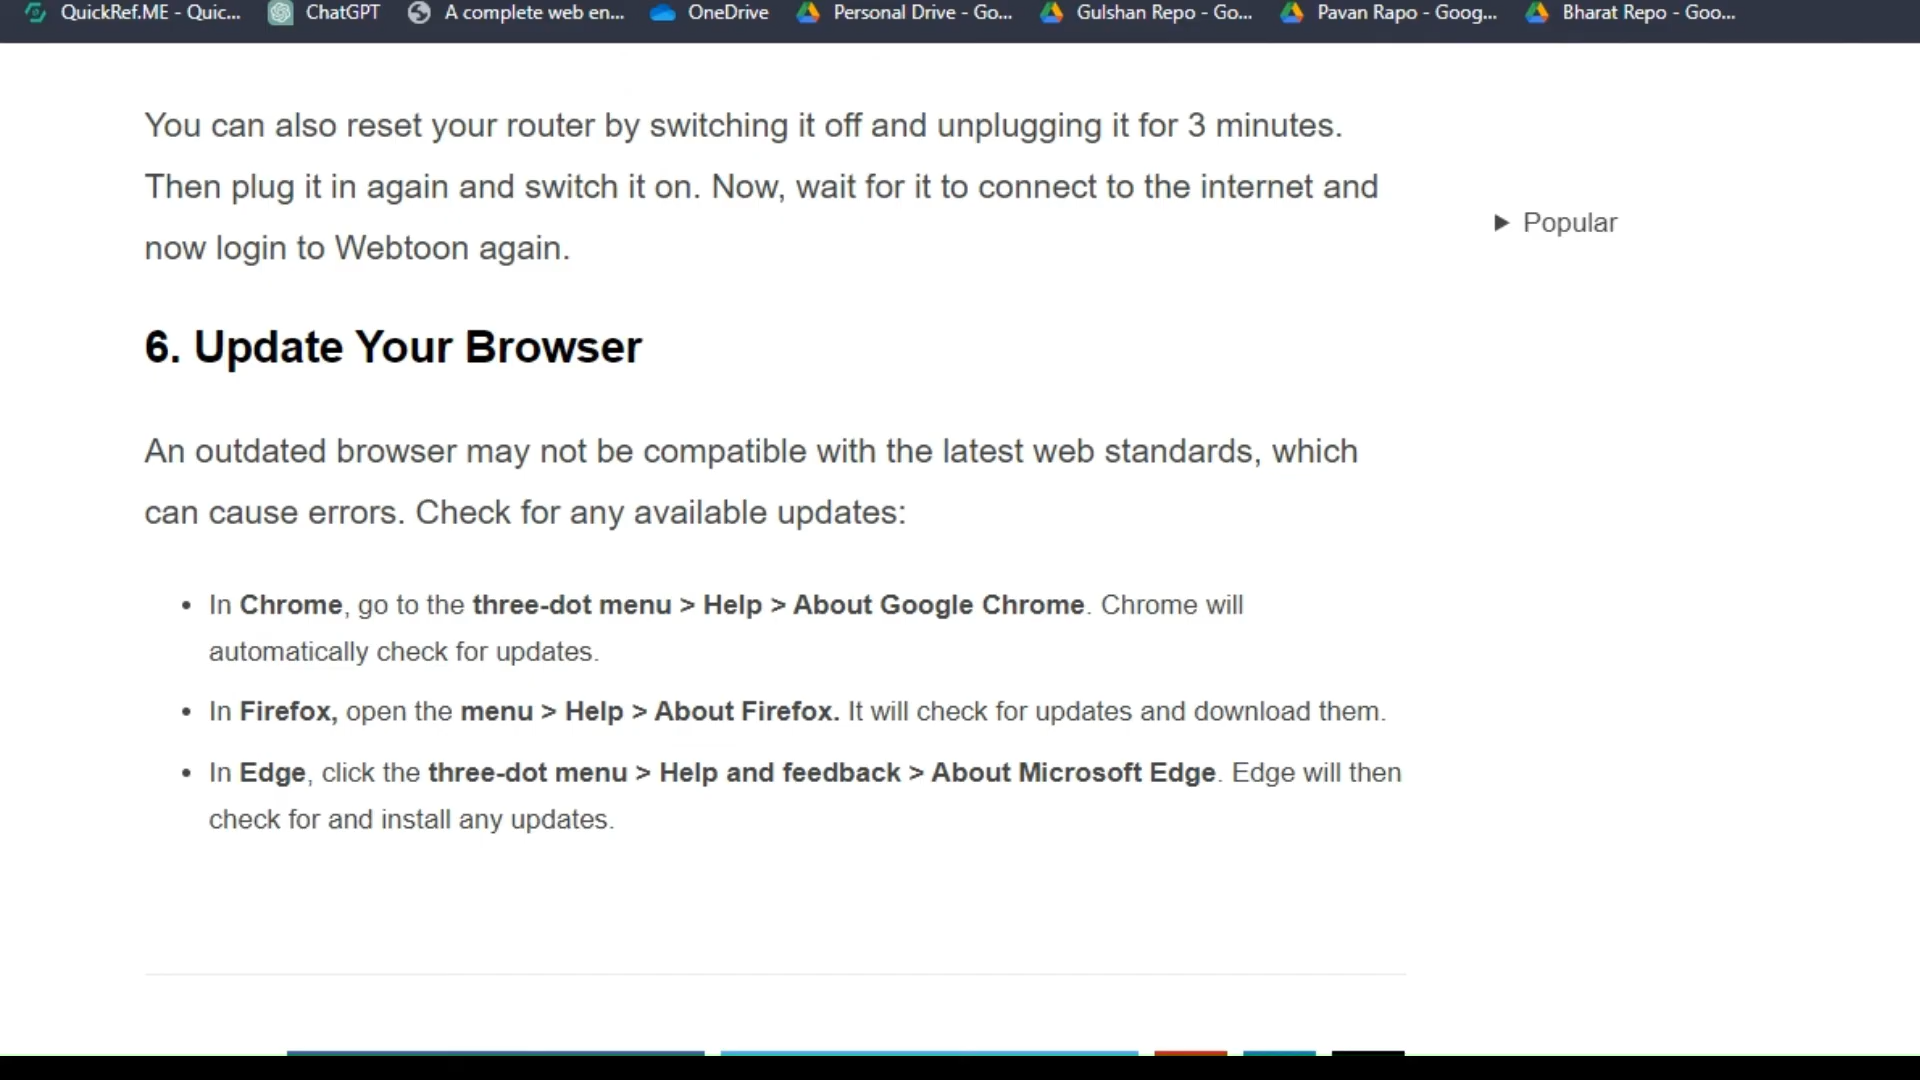 QuickRef.ME - Quic... ChatGPT A complete web en... OneDrive Personal Drive - Go... Gulshan Repo - Go... Pavan Rapo - Goog... Bharat Repo - Goo...
You can also reset your router by switching it off and unplugging it for 3 minutes.
Then plug it in again and switch it on. Now, wait for it to connect to the internet and
now login to Webtoon again.
Popular
6. Update Your Browser
An outdated browser may not be compatible with the latest web standards, which
can cause errors. Check for any available updates:
• In Chrome, go to the three-dot menu > Help > About Google Chrome. Chrome will
automatically check for updates.
• In Firefox, open the menu > Help > About Firefox. It will check for updates and download them.
• In Edge, click the three-dot menu > Help and feedback > About Microsoft Edge. Edge will then
check for and install any updates.